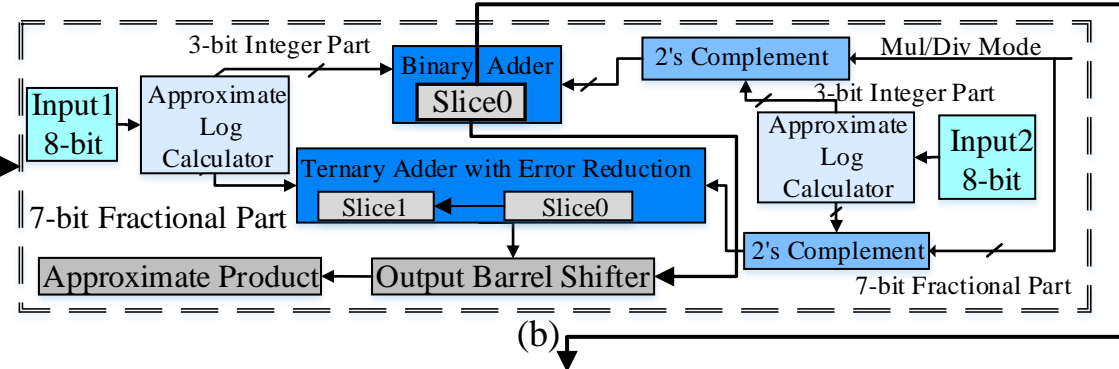 3-bit Integer Part
Binary Adder
Slice0
2's Complement
Mul/Div Mode
3-bit Integer Part
Input1
8-bit
Approximate
Log
Calculator
Approximate
Log
Calculator
Input2
8-bit
Ternary Adder with Error Reduction
Slice1
Slice0
7-bit Fractional Part
2's Complement
Approximate Product
Output Barrel Shifter
7-bit Fractional Part
(b)